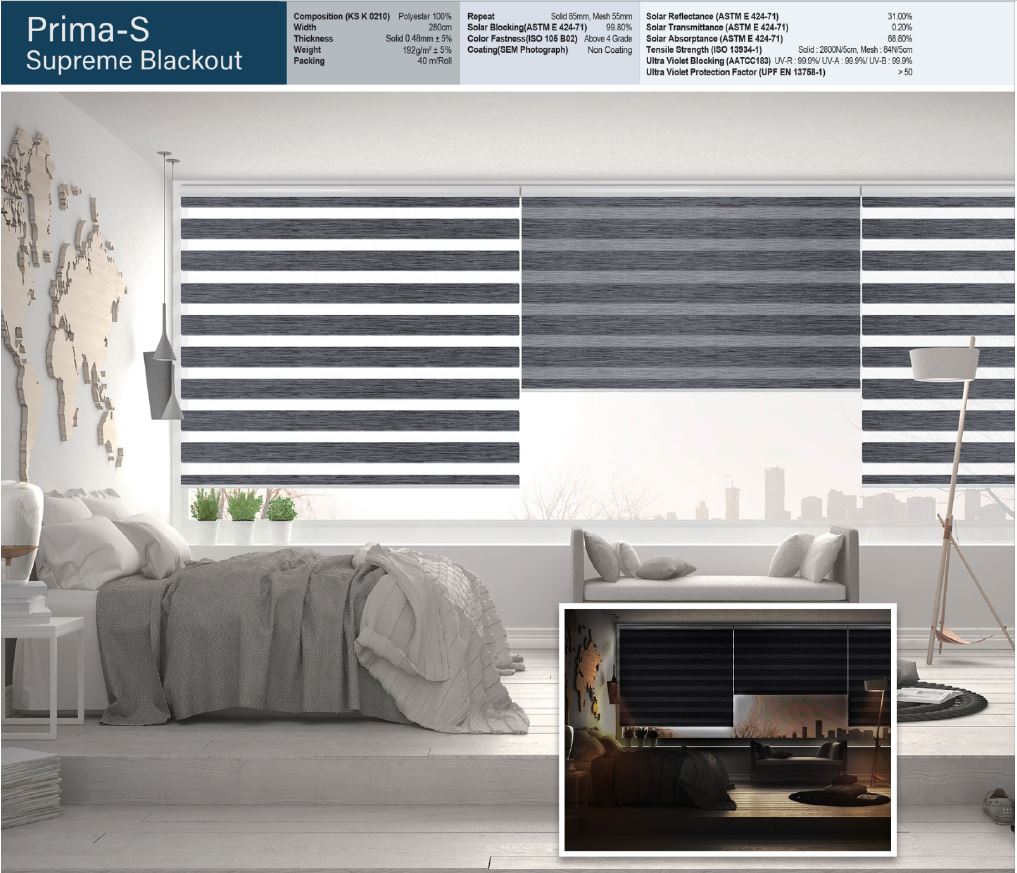 Prima-S
Supreme Blackout
Composition (KS K 0210) Polyester 100%
Width 280cm
Thickness Solid 0.48mm ± 5%
Weight 192g/m² ± 5%
Packing 40 m/Roll
Repeat Solid 85mm, Mesh 55mm
Solar Blocking(ASTM E 424-71) 99.80%
Color Fastness(ISO 105 B02) Above 4 Grade
Coating(SEM Photograph) Non Coating
Solar Reflectance (ASTM E 424-71) 31.00%
Solar Transmittance (ASTM E 424-71) 0.20%
Solar Absorptance (ASTM E 424-71) 68.80%
Tensile Strength (ISO 13934-1) Solid : 2800N/5cm, Mesh : 84N/5cm
Ultra Violet Blocking (AATCC183) UV-R : 99.9%/ UV-A : 99.9%/ UV-B : 99.9%
Ultra Violet Protection Factor (UPF EN 13758-1) > 50